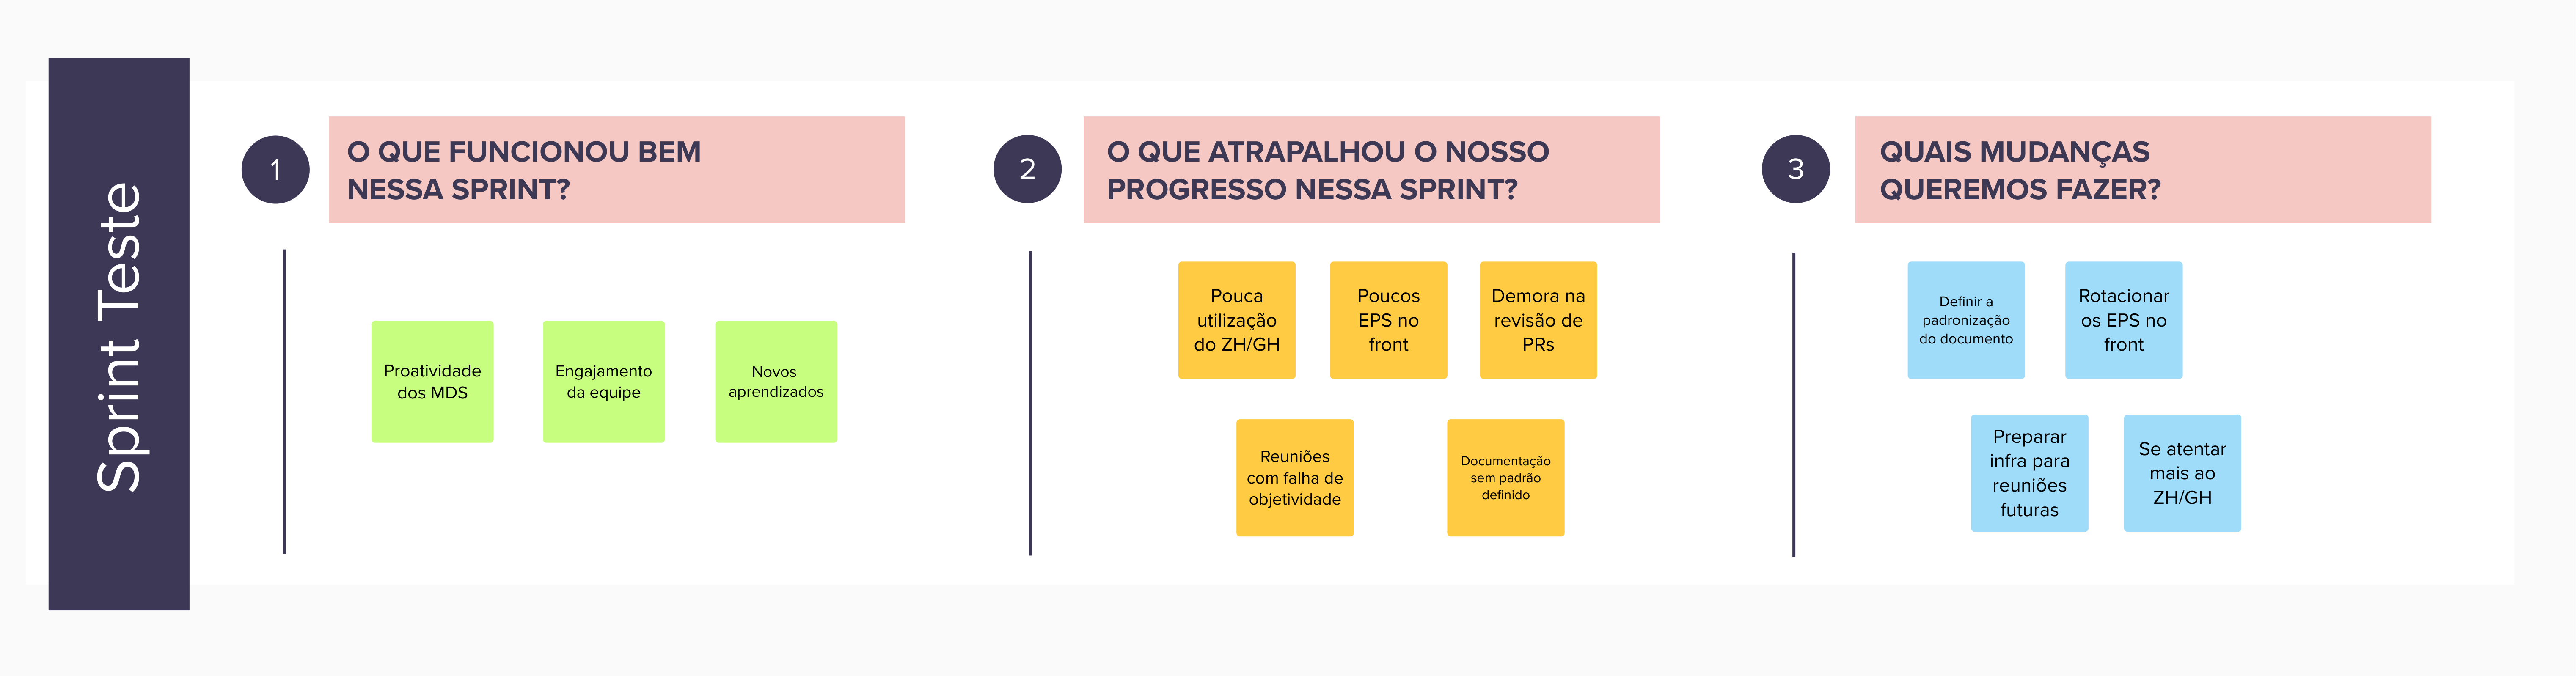 Sprint Teste
1
O QUE FUNCIONOU BEM
NESSA SPRINT?
Proatividade
dos MDS
Engajamento
da equipe
Novos
aprendizados
2
O QUE ATRAPALHOU O NOSSO
PROGRESSO NESSA SPRINT?
Pouca
utilização
do ZH/GH
Poucos
EPS no
front
Demora na
revisão de
PRs
Reuniões
com falha de
objetividade
Documentação
sem padrão
definido
3
QUAIS MUDANÇAS
QUEREMOS FAZER?
Definir a
padronização
do documento
Rotacionar
os EPS no
front
Preparar
infra para
reuniões
futuras
Se atentar
mais ao
ZH/GH